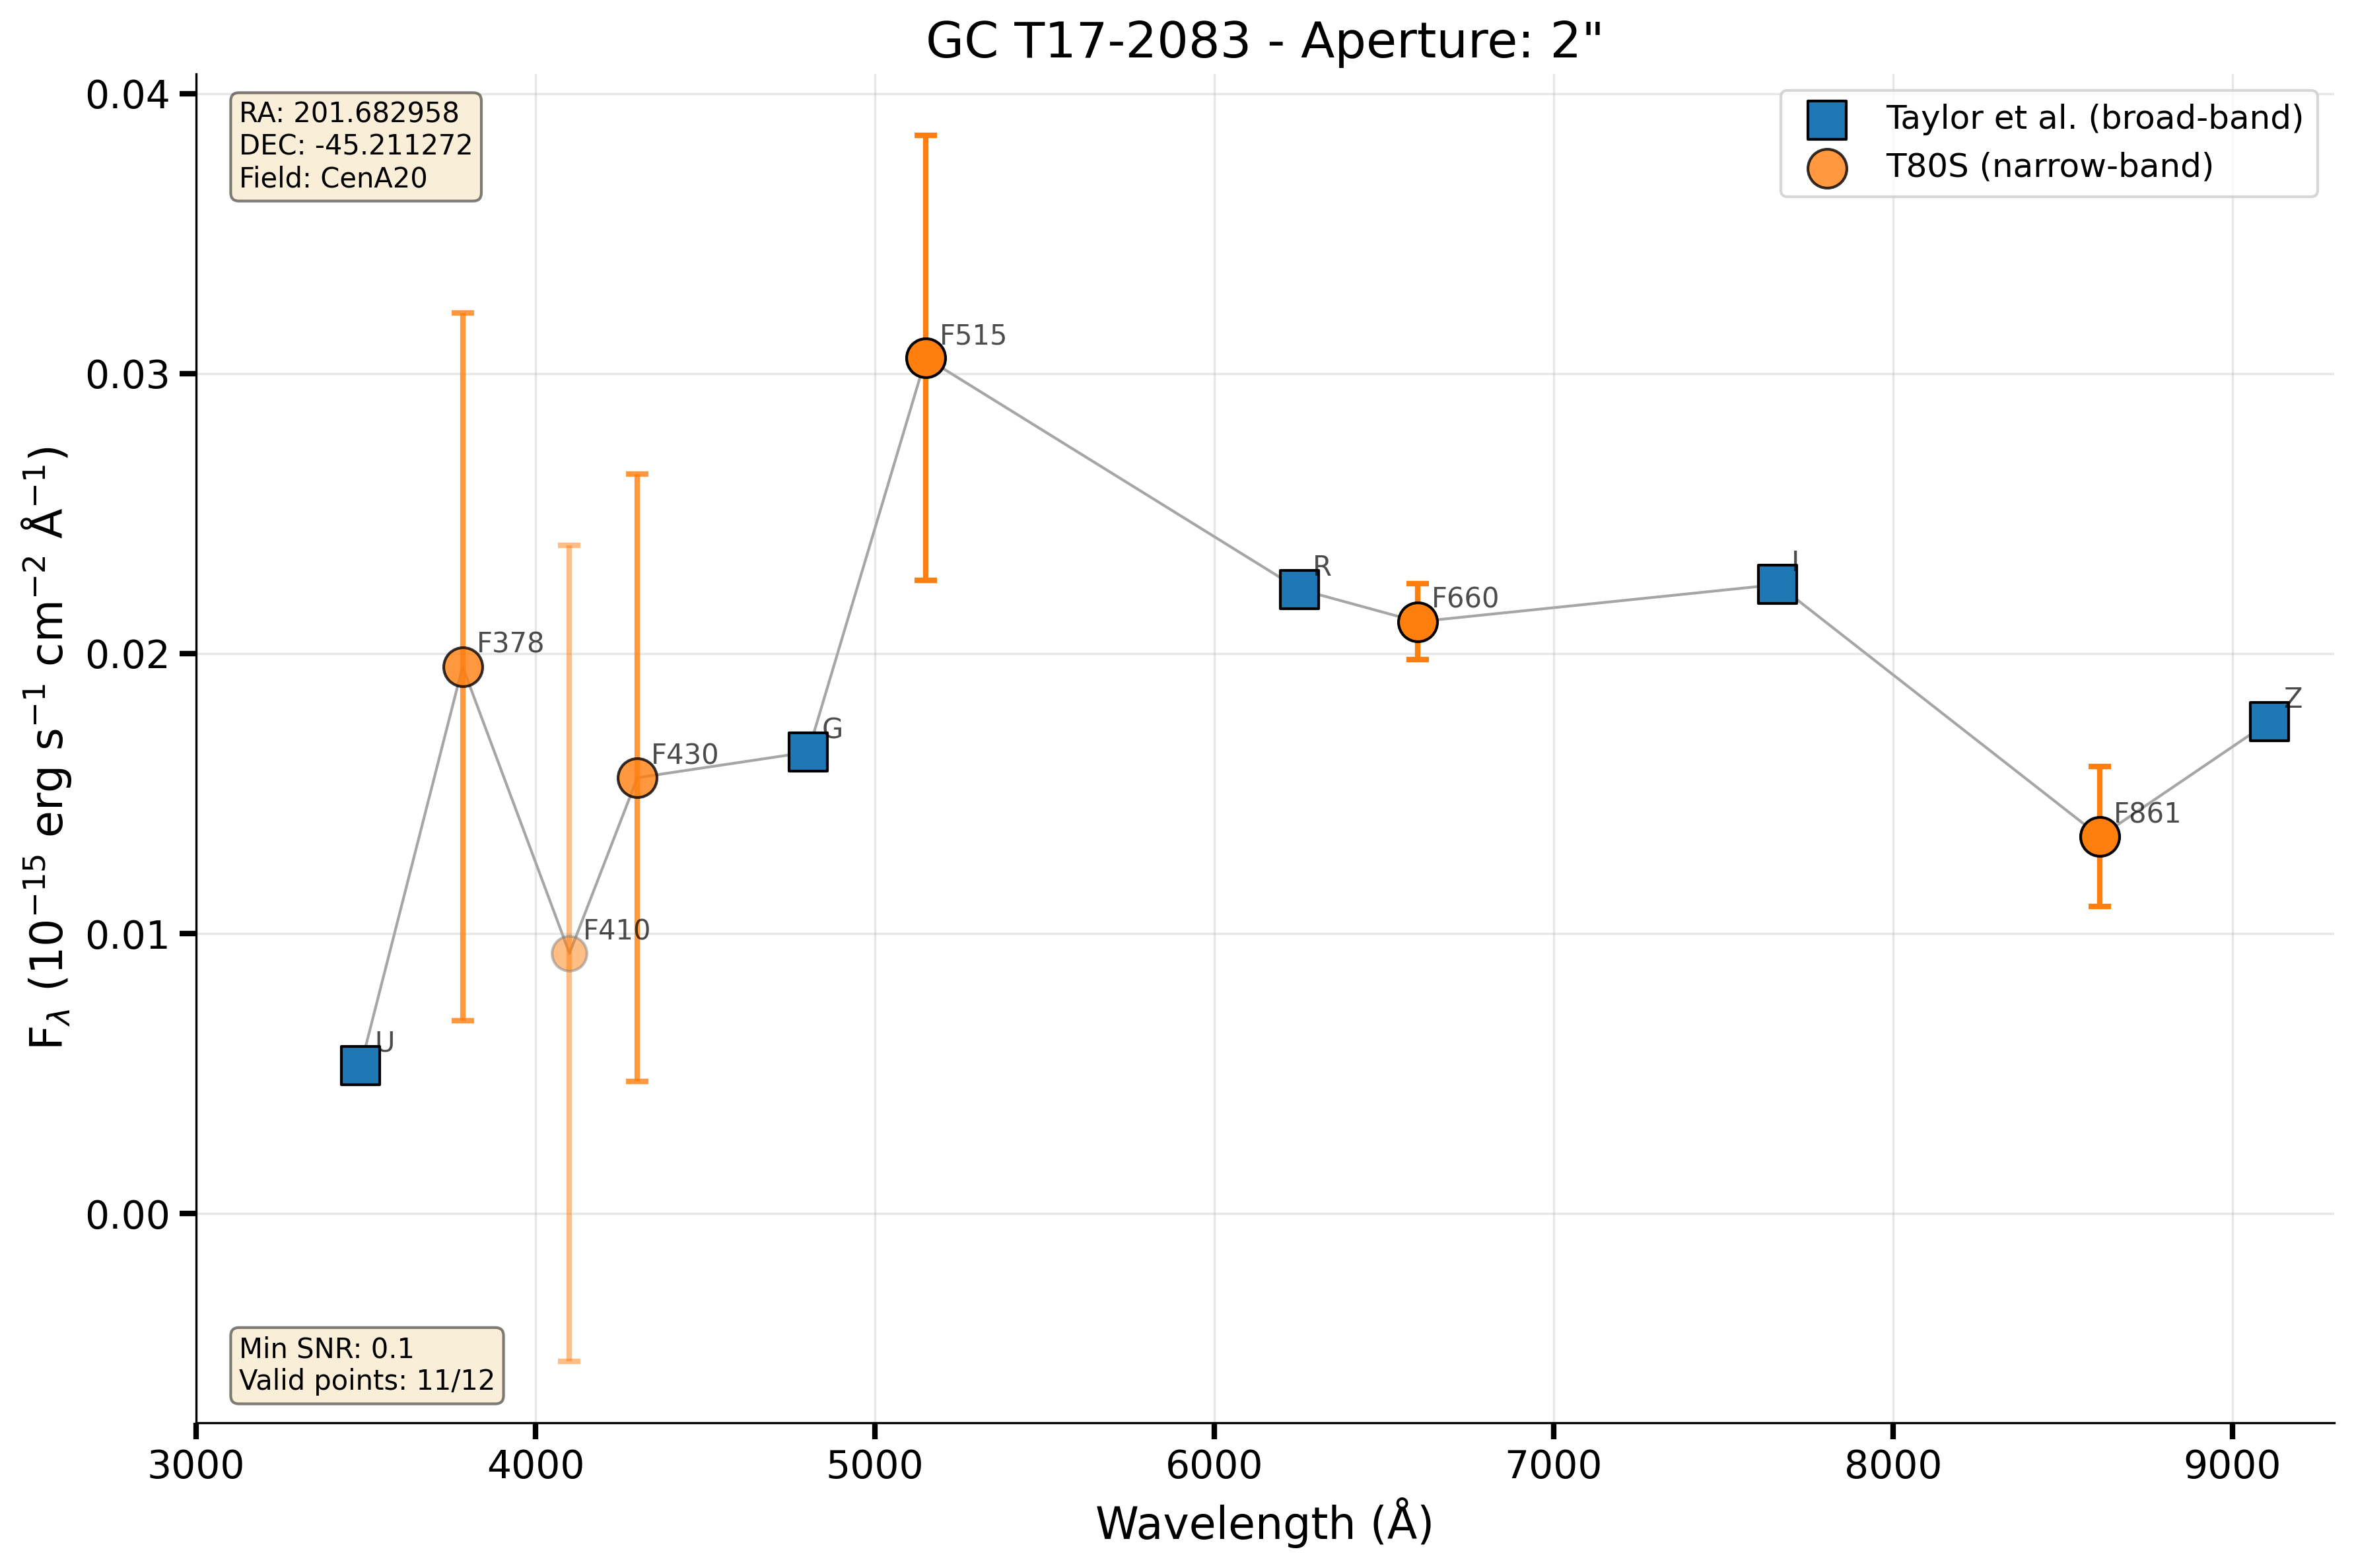 GC T17-2083 - Aperture: 2"
RA: 201.682958
DEC: -45.211272
Field: CenA20
Taylor et al. (broad-band)
T80S (narrow-band)
0.04
0.03
0.02
0.01
0.00
F515
F378
F430
G
F410
U
R
F660
I
Z
F861
Min SNR: 0.1
Valid points: 11/12
3000 4000 5000 6000 7000 8000 9000
Wavelength (Å)
Fλ (10⁻¹⁵ erg s⁻¹ cm⁻² Å⁻¹)